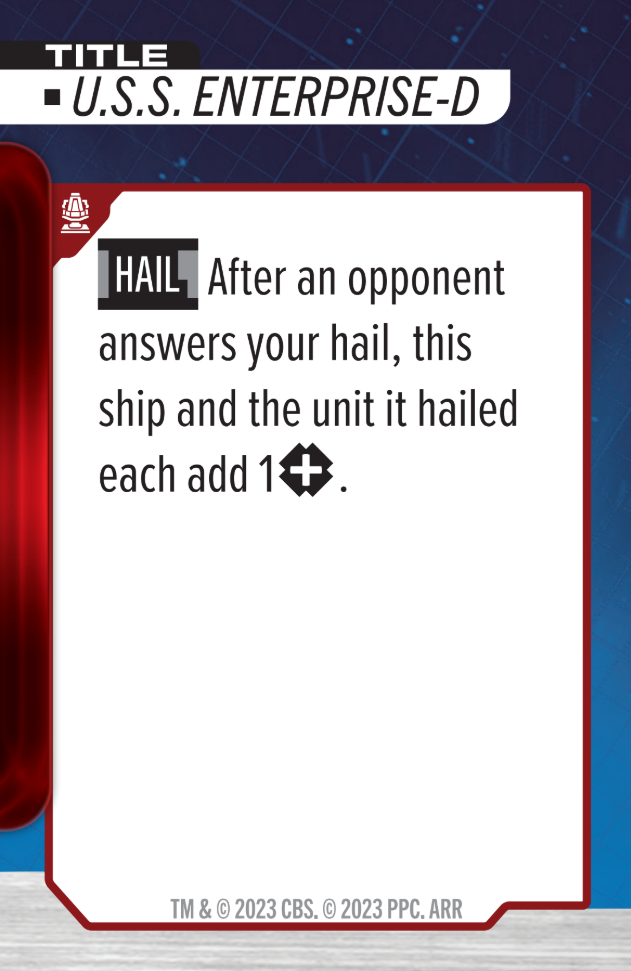 TITLE
▪ U.S.S. ENTERPRISE-D
HAIL After an opponent
answers your hail, this
ship and the unit it hailed
each add 1 .
TM & © 2023 CBS. © 2023 PPC. ARR